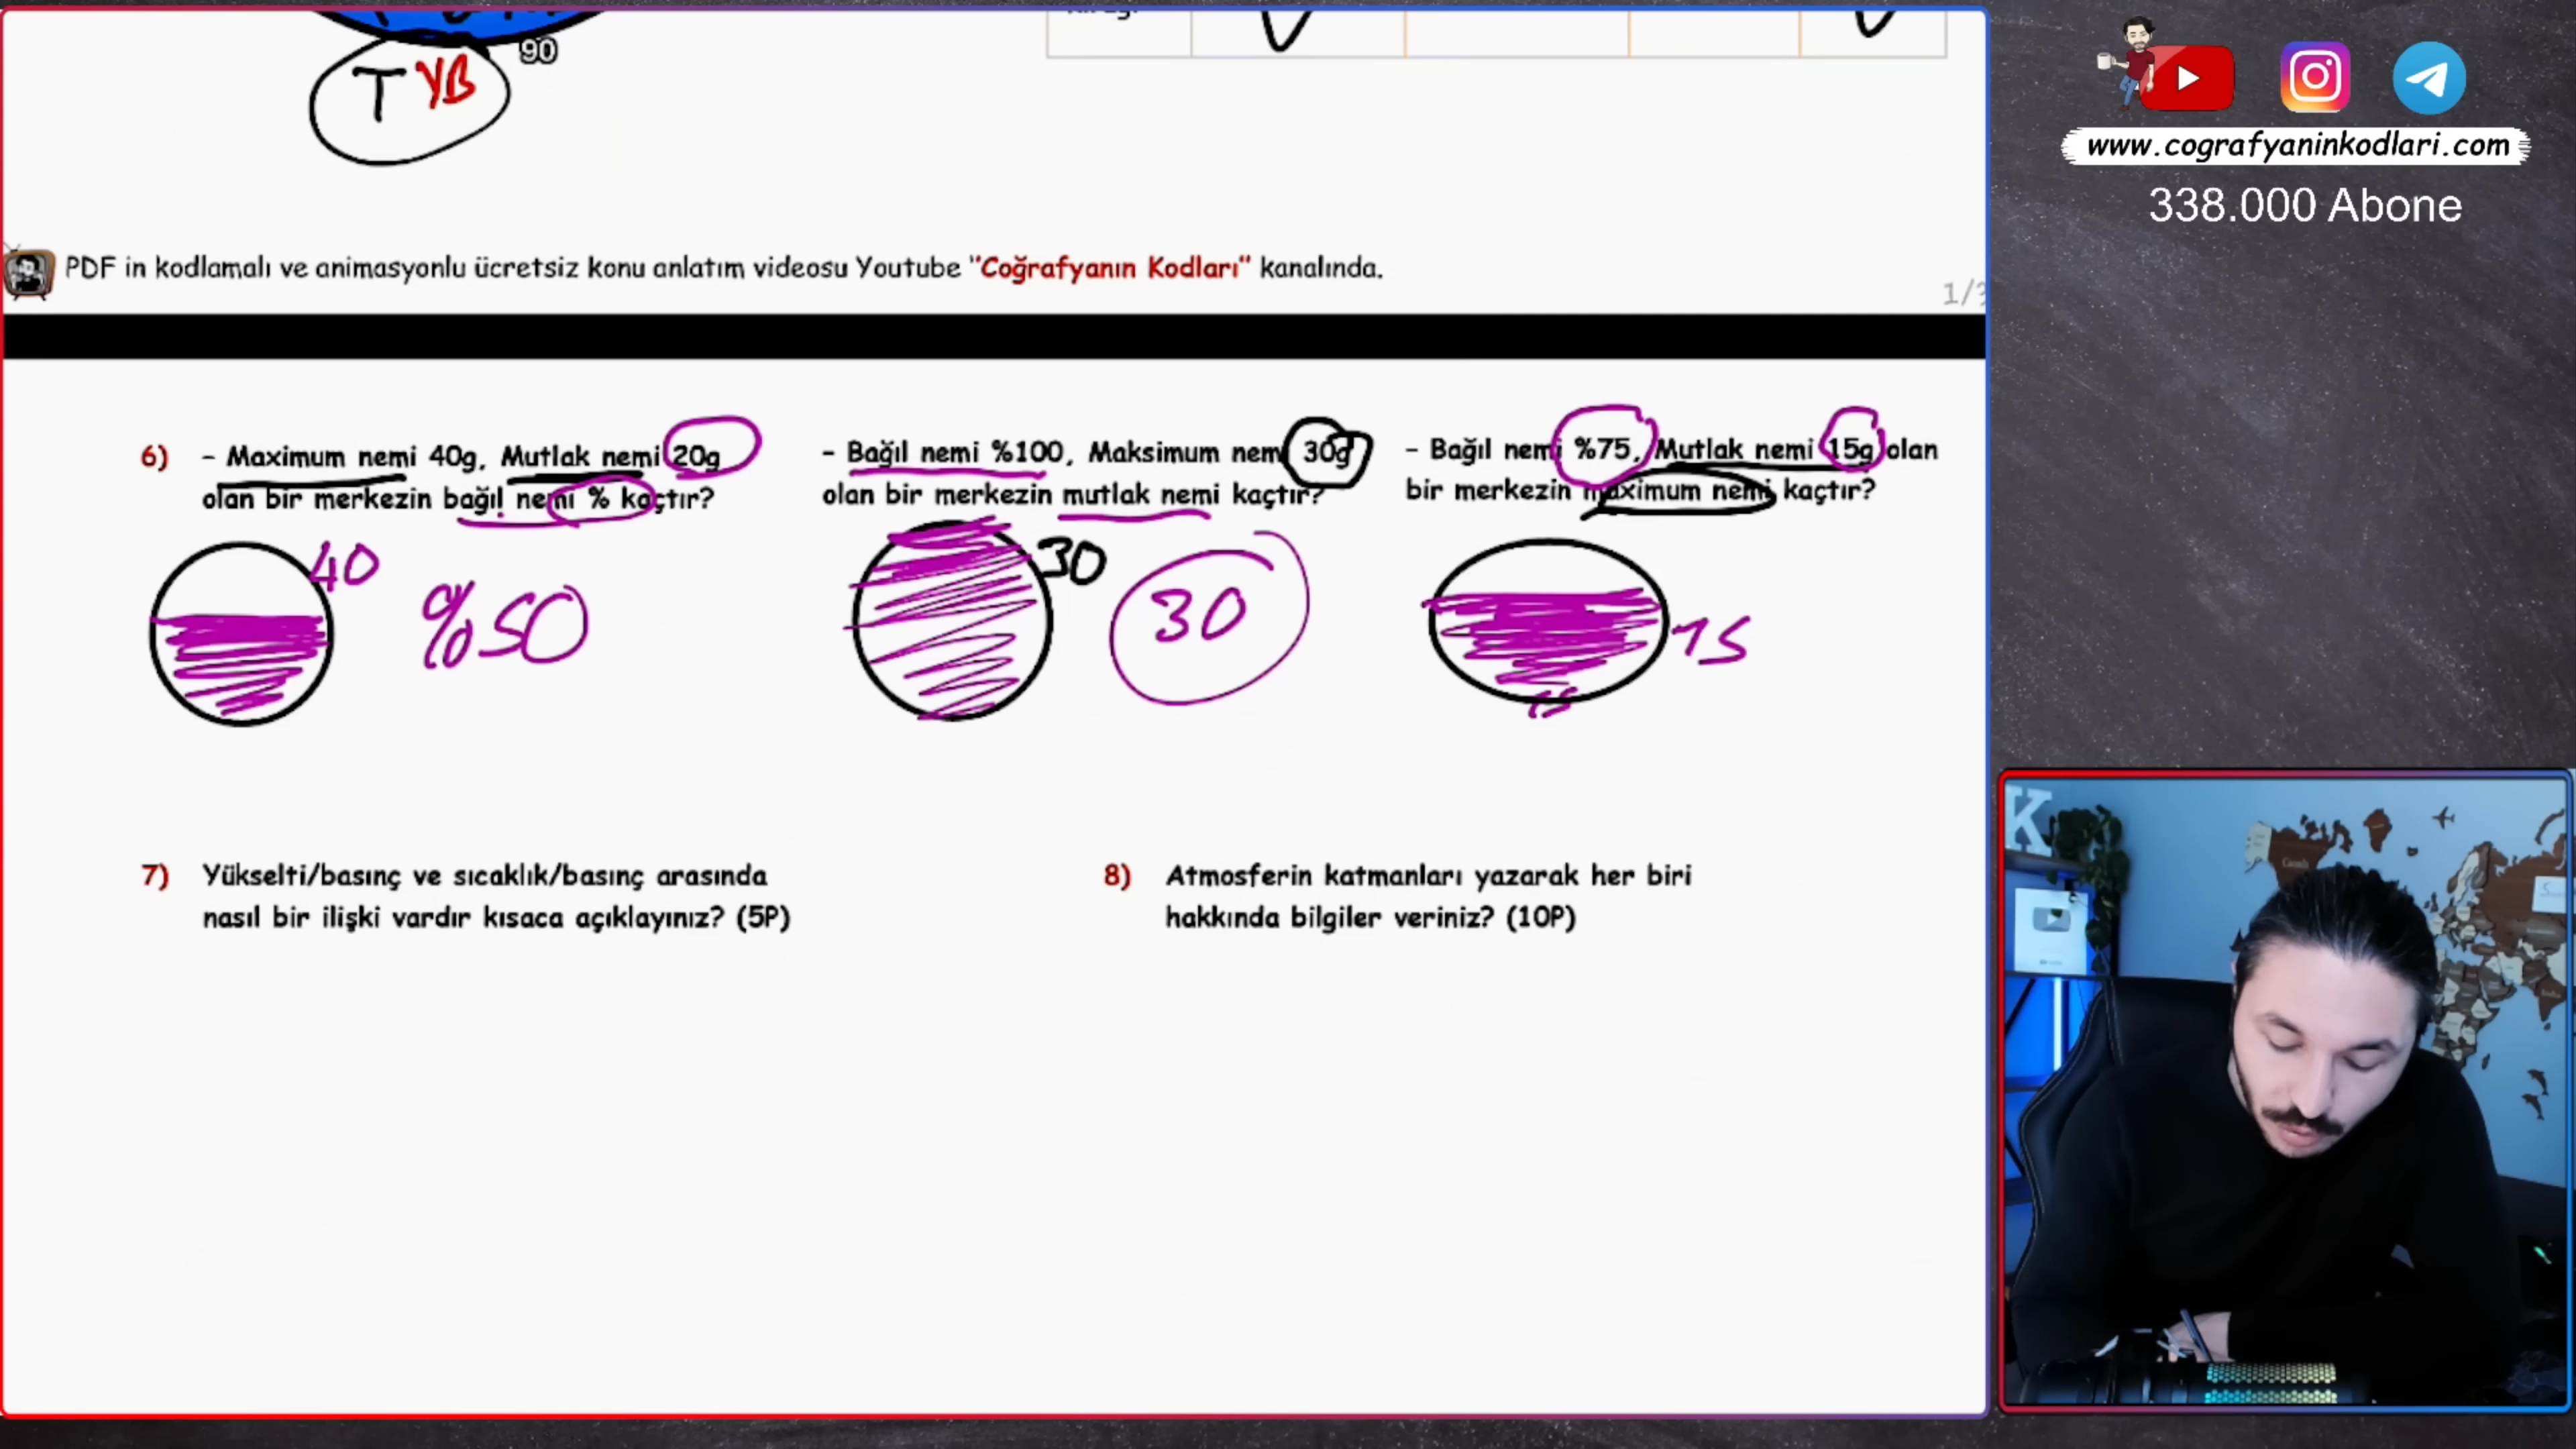 90
T YB
www.cografyaninkodlari.com
338.000 Abone
PDF in kodlamalı ve animasyonlu ücretsiz konu anlatım videosu Youtube "Coğrafyanın Kodları" kanalında.
6) - Maximum nemi 40g, Mutlak nemi 20g
olan bir merkezin bağıl nemi % kaçtır?
40
%50
- Bağıl nemi %100, Maksimum nem 30g
olan bir merkezin mutlak nemi kaçtır?
30
30
- Bağıl nemi %75, Mutlak nemi 15g olan
bir merkezin maximum nemi kaçtır?
15
15
7) Yükselti/basınç ve sıcaklık/basınç arasında
nasıl bir ilişki vardır kısaca açıklayınız? (5P)
8) Atmosferin katmanları yazarak her biri
hakkında bilgiler veriniz? (10P)
K